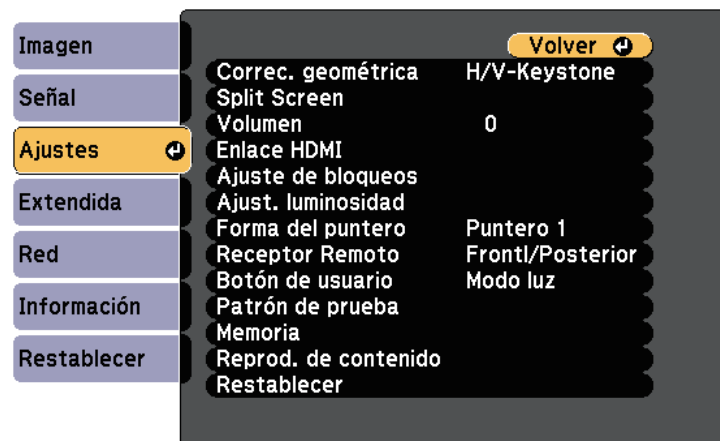 Imagen
Señal
Ajustes
Extendida
Red
Información
Restablecer
Volver
Correc. geométrica H/V-Keystone
Split Screen
Volumen 0
Enlace HDMI
Ajuste de bloqueos
Ajust. luminosidad
Forma del puntero Puntero 1
Receptor Remoto Frontl/Posterior
Botón de usuario Modo luz
Patrón de prueba
Memoria
Reprod. de contenido
Restablecer